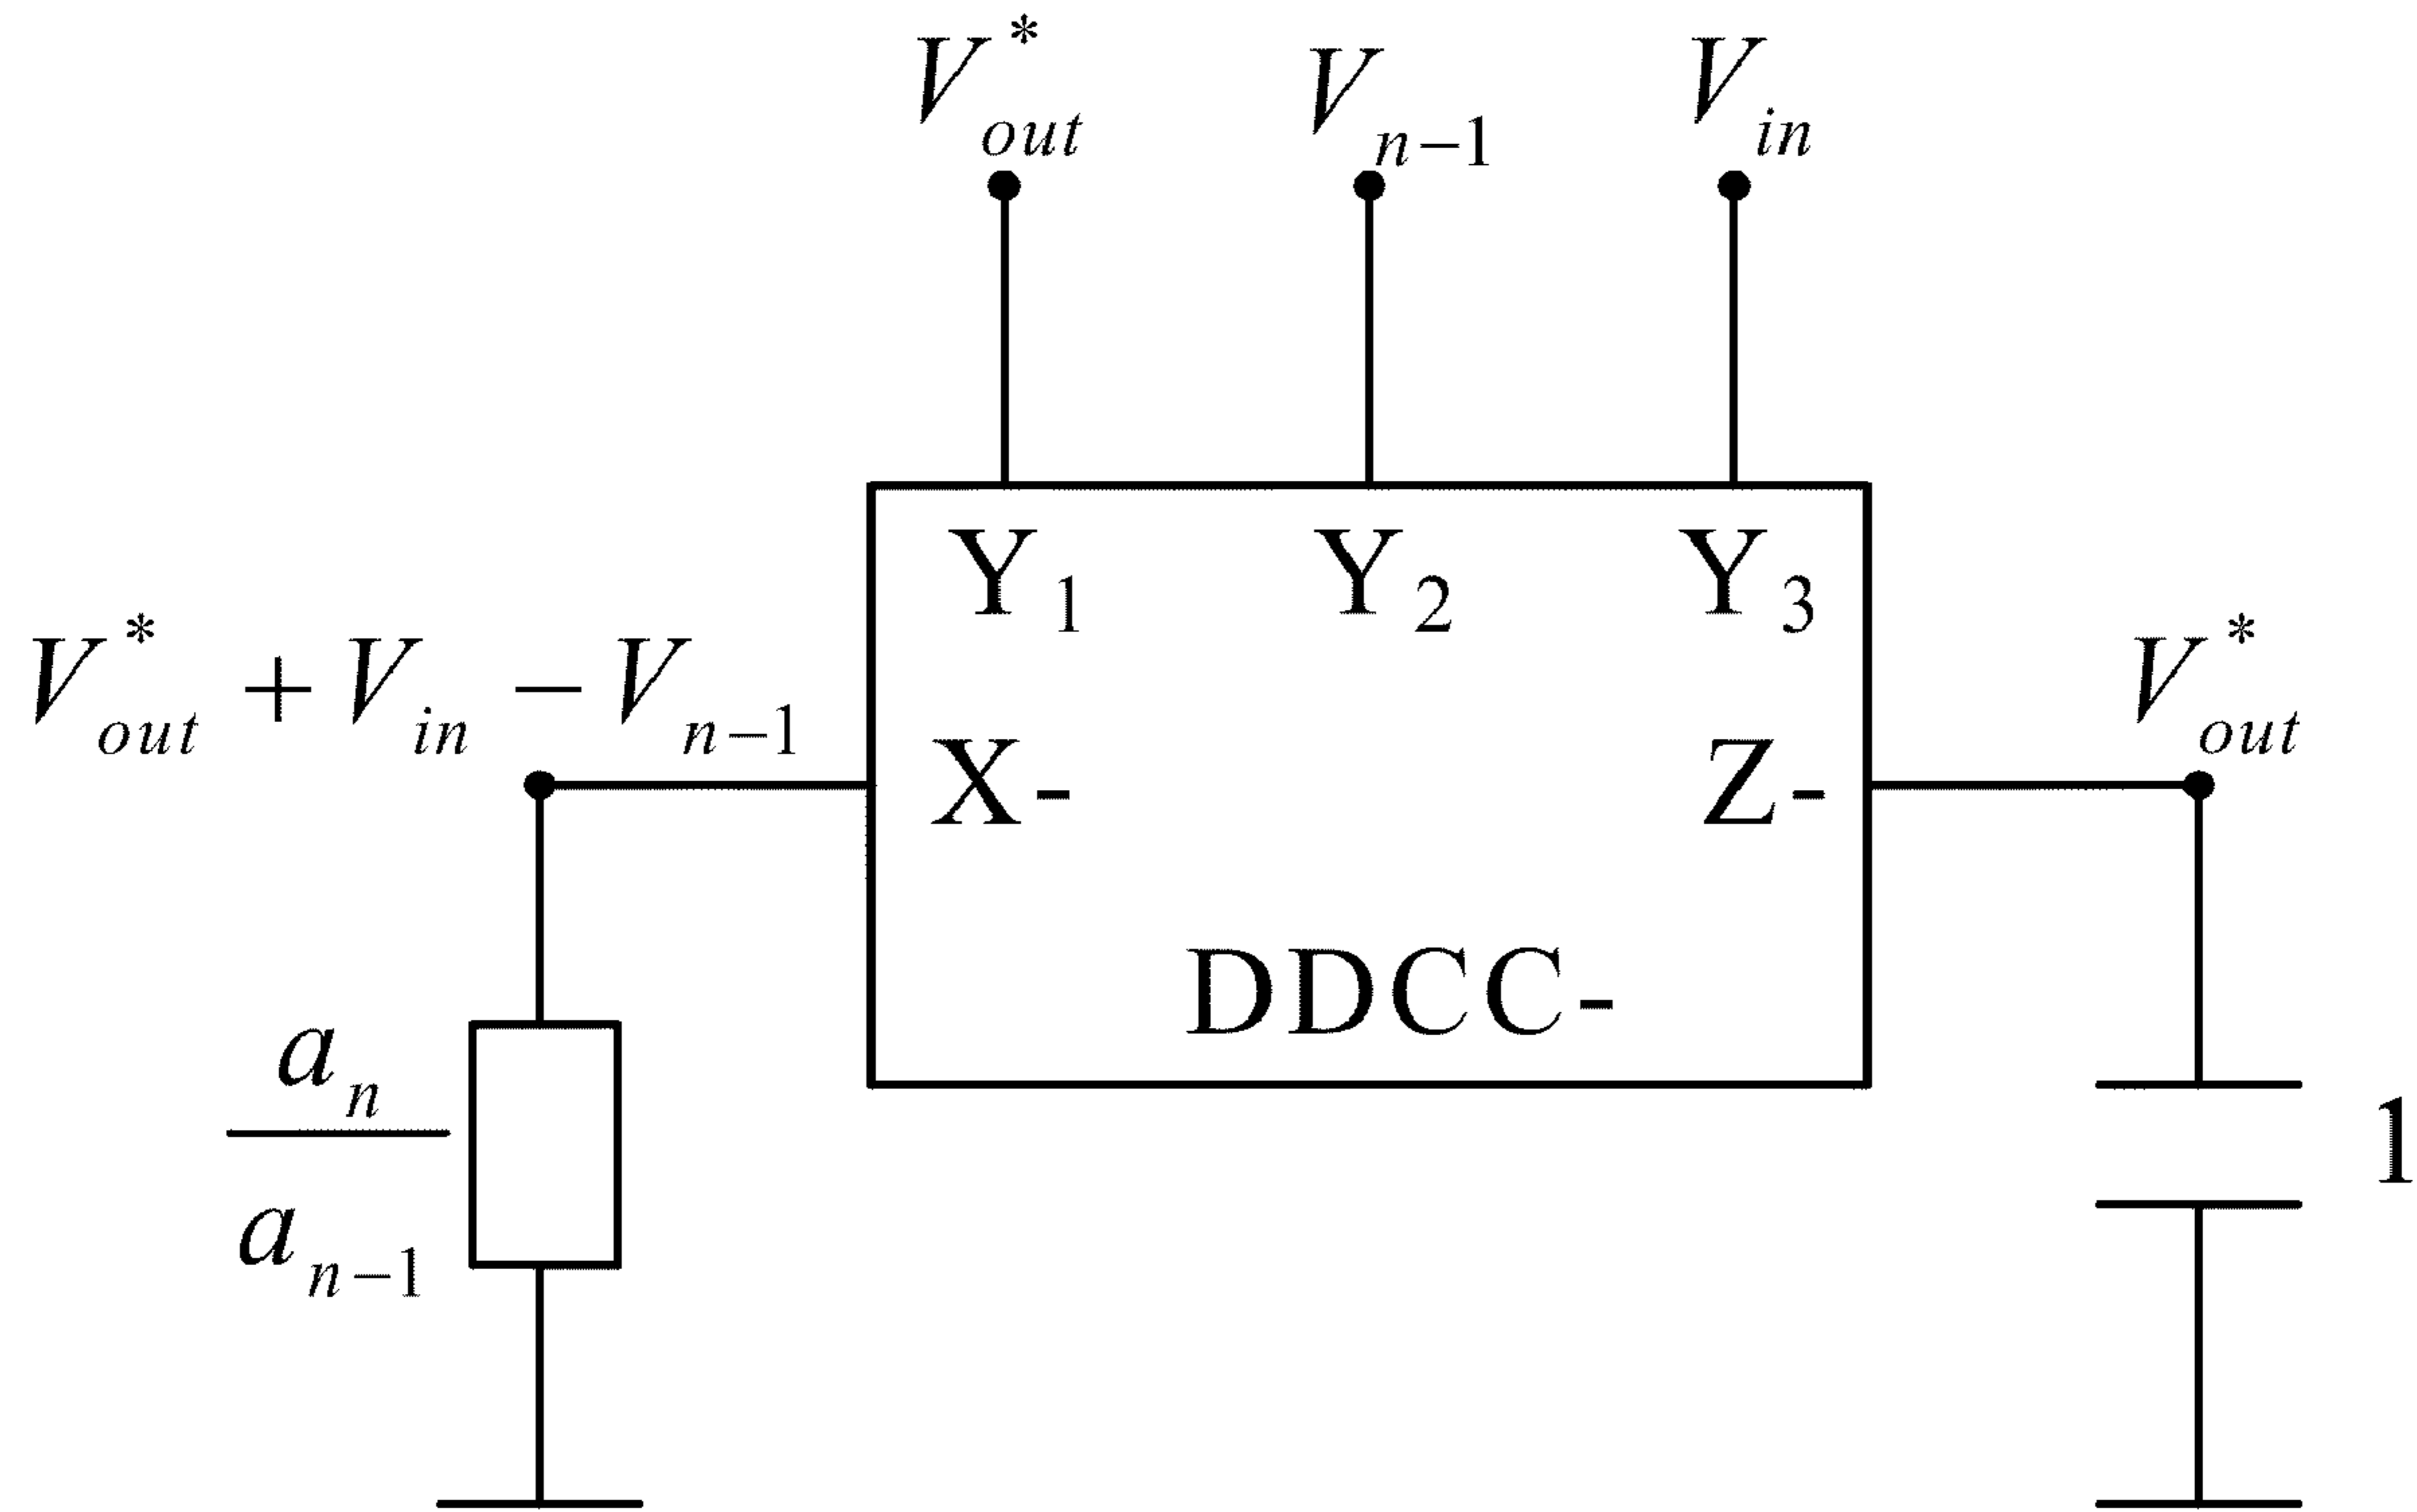 V*out Vn−1 Vin
Y1 Y2 Y3
V*out + Vin − Vn−1
V*out
X- Z-
DDCC-
an
an−1
1